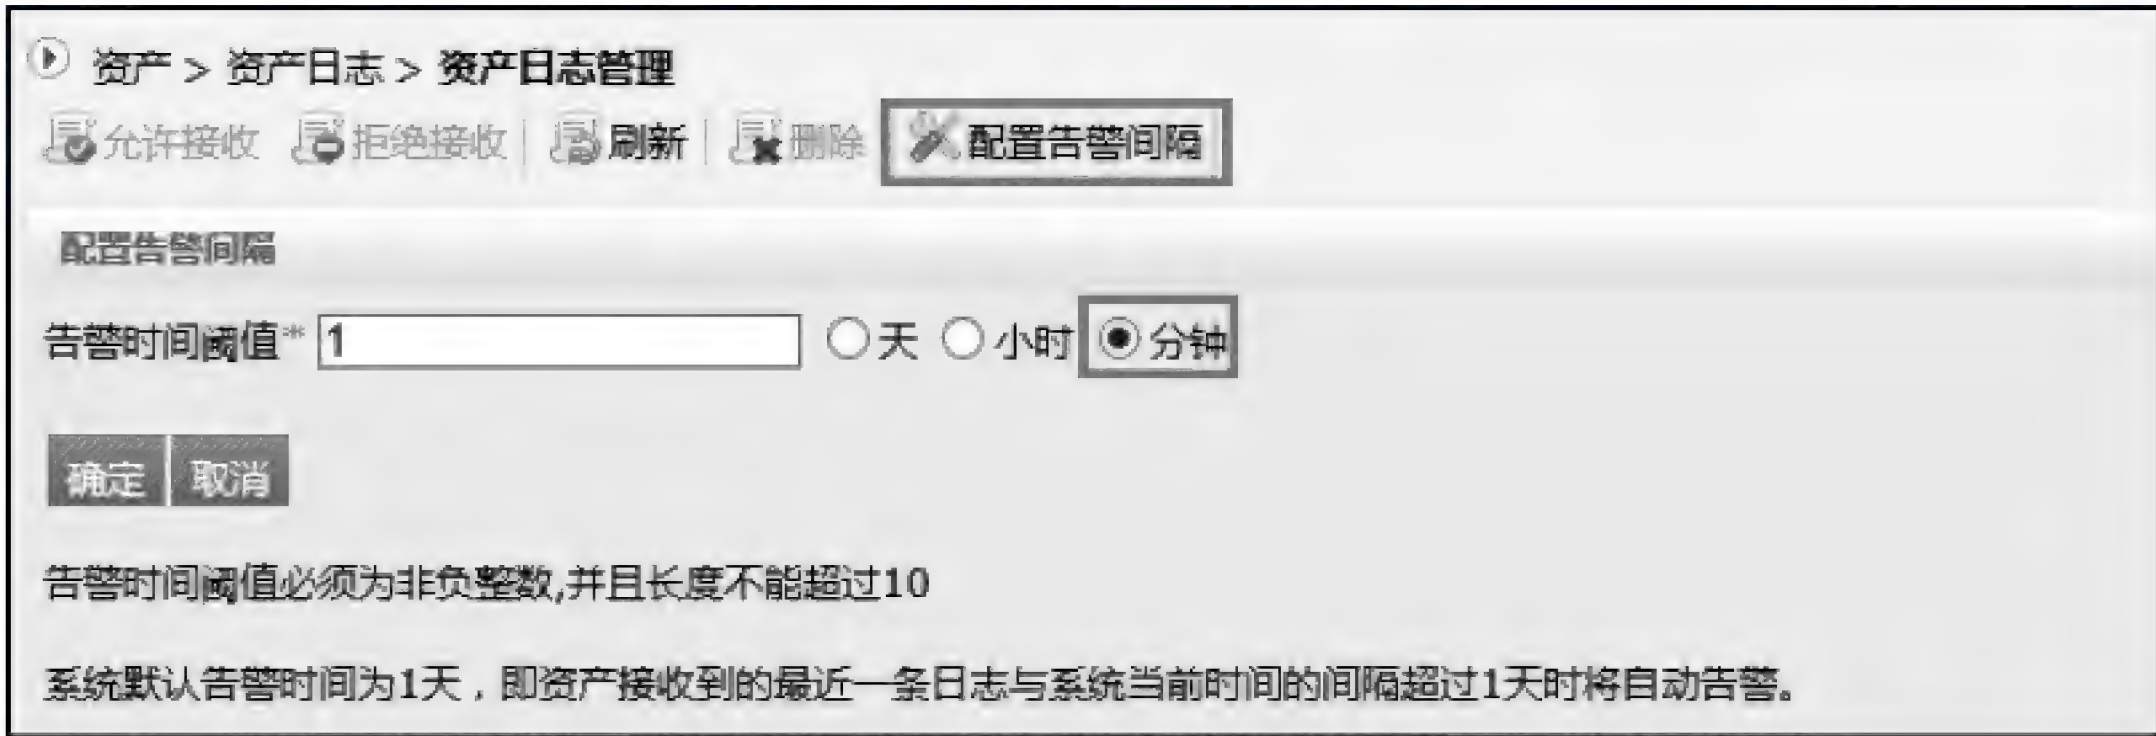 资产 > 资产日志 > 资产日志管理
允许接收 拒绝接收 刷新 删除 配置告警间隔
配置告警间隔
告警时间阈值* 1 天 小时 分钟
确定 取消
告警时间阈值必须为非负整数,并且长度不能超过10
系统默认告警时间为1天，即资产接收到的最近一条日志与系统当前时间的间隔超过1天时将自动告警。